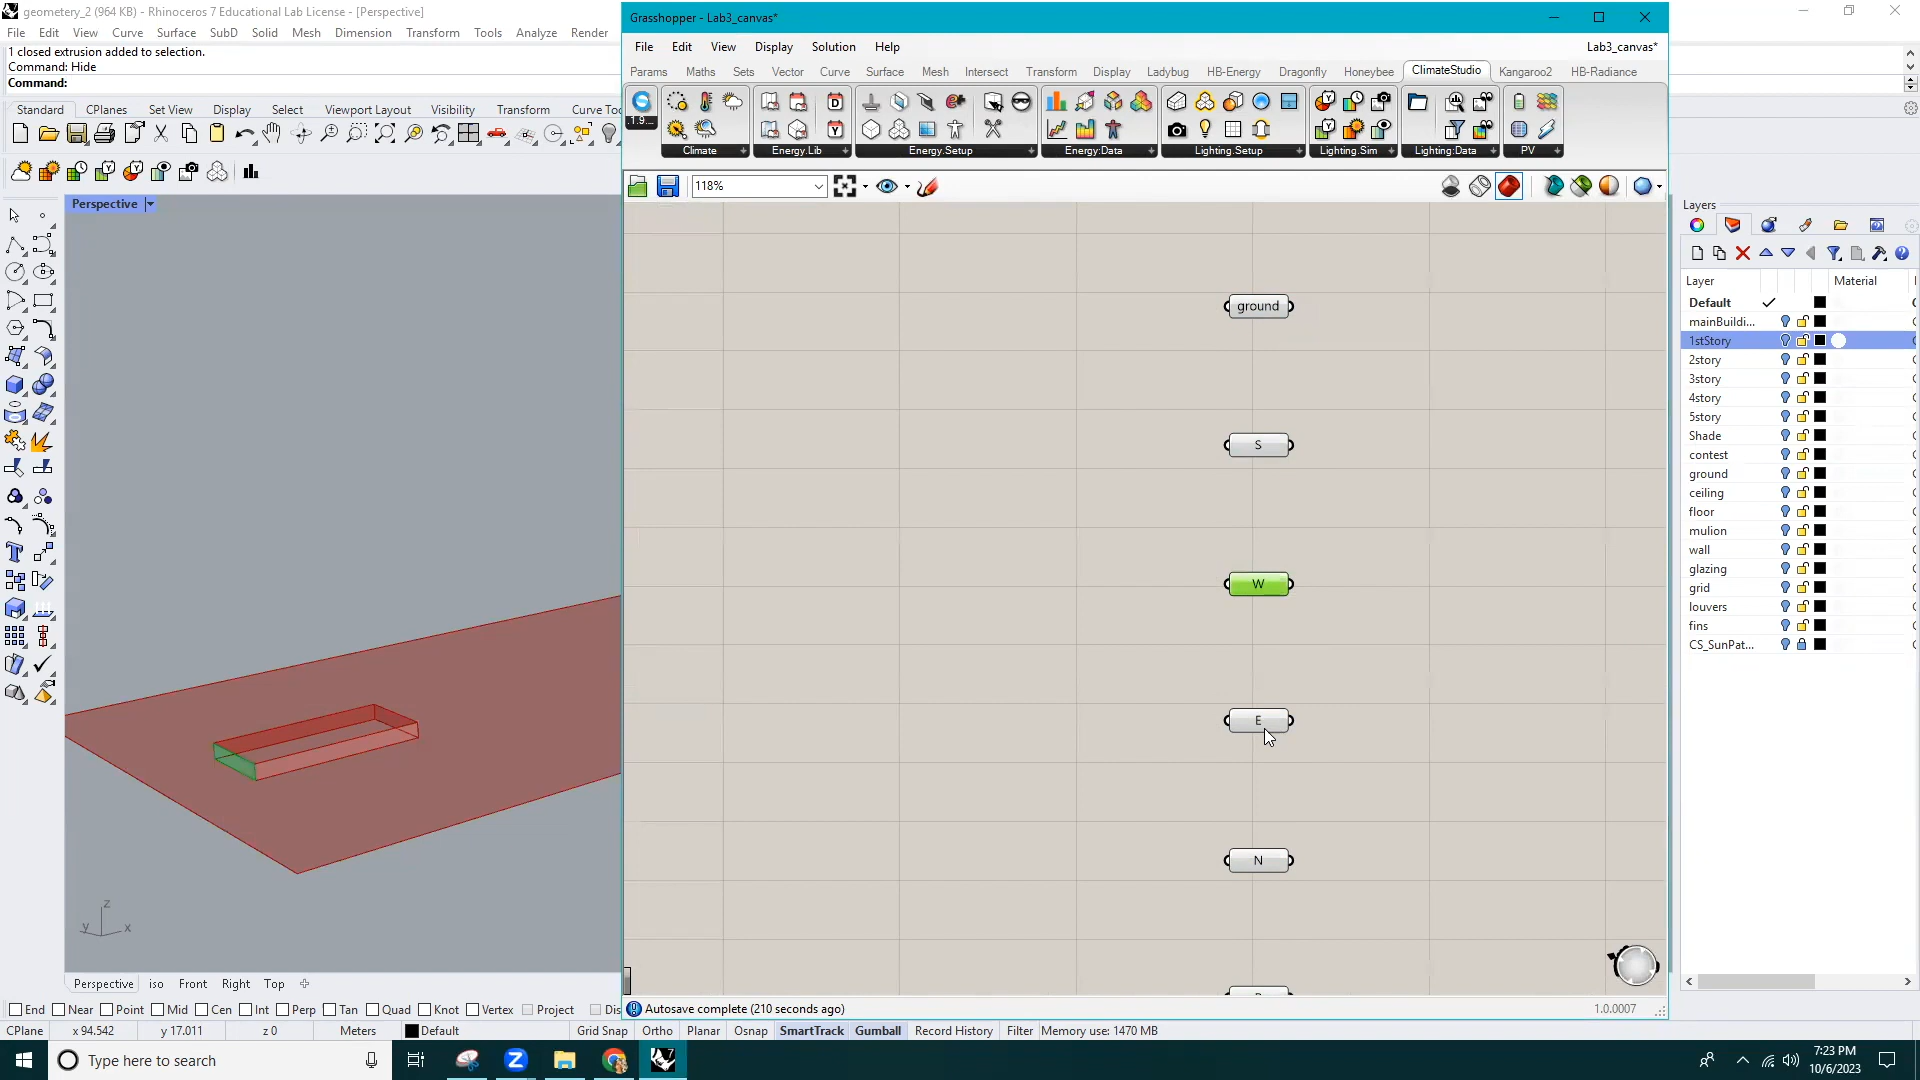 geometery_2 (964 KB) - Rhinoceros 7 Educational Lab License - [Perspective]
File Edit View Curve Surface SubD Solid Mesh Dimension Transform Tools Analyze Render
1 closed extrusion added to selection.
Command: Hide
Command:
Standard CPlanes Set View Display Select Viewport Layout Visibility Transform Curve Too
Perspective
Grasshopper - Lab3_canvas*
File Edit View Display Solution Help Lab3_canvas*
Params Maths Sets Vector Curve Surface Mesh Intersect Transform Display Ladybug HB-Energy Dragonfly Honeybee ClimateStudio Kangaroo2 HB-Radiance
1.9...
D
Y
Climate Energy.Lib Energy.Setup Energy:Data Lighting.Setup Lighting.Sim Lighting:Data PV
118%
ground
S
W
E
N
Autosave complete (210 seconds ago) 1.0.0007
z
y x
Layers
Layer Material
Default
mainBuildi...
1stStory
2story
3story
4story
5story
Shade
contest
ground
ceiling
floor
mulion
wall
glazing
grid
louvers
fins
CS_SunPat...
Perspective iso Front Right Top
End Near Point Mid Cen Int Perp Tan Quad Knot Vertex Project Dis
CPlane x 94.542 y 17.011 z 0 Meters Default Grid Snap Ortho Planar Osnap SmartTrack Gumball Record History Filter Memory use: 1470 MB
Type here to search
7:23 PM
10/6/2023